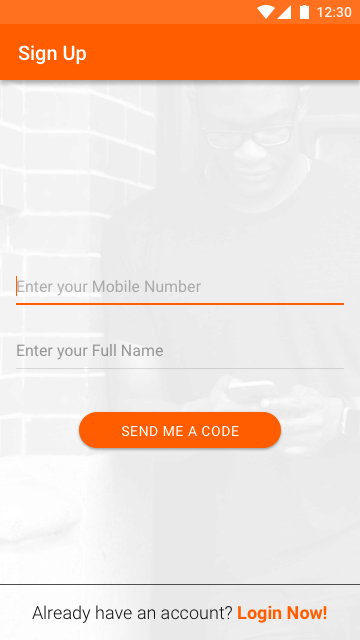 12:30
Sign Up
Enter your Mobile Number
Enter your Full Name
SEND ME A CODE
Already have an account? Login Now!